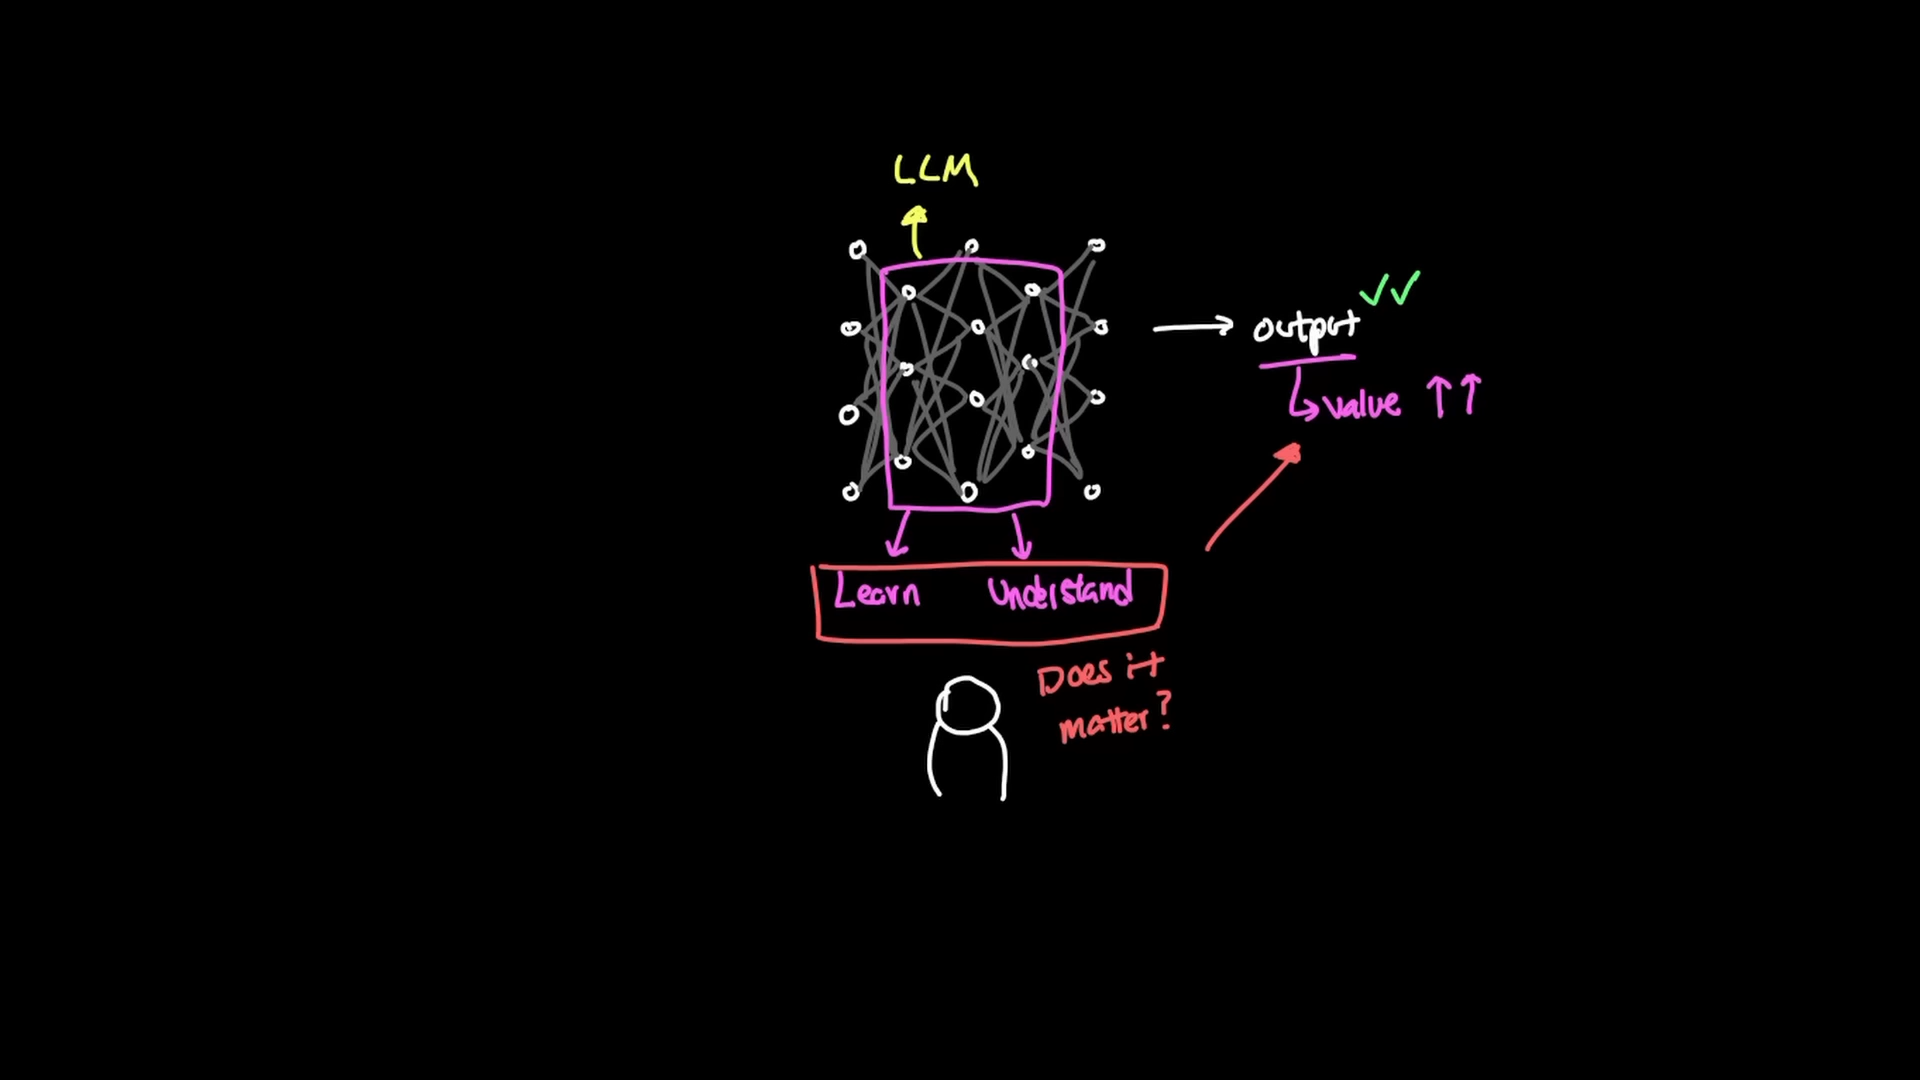 LLM
output
value ↑↑
Learn Understand
Does it
matter?